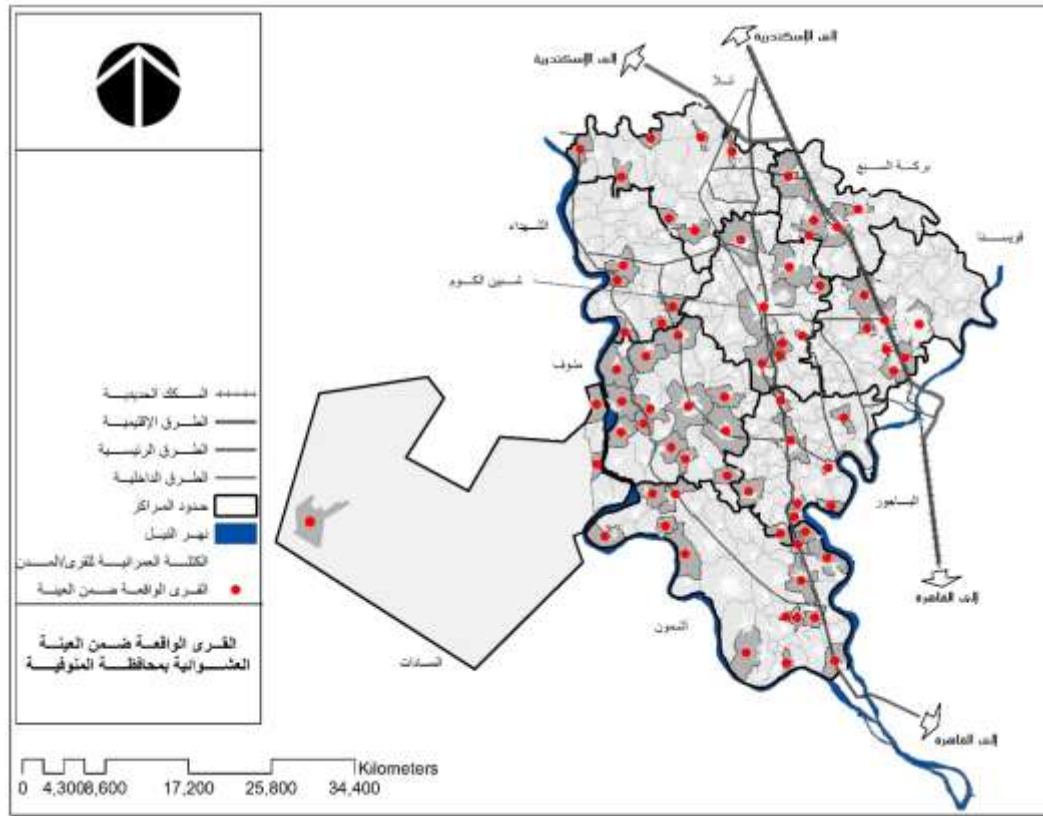 إلى الإسكندرية
إلى الإسكندرية
تلا
بركة السبع
الشهداء
قويسنا
شبين الكوم
منوف
السكك الحديدية
الطرق الإقليمية
الطرق الرئيسية
الطرق الداخلية
حدود المراكز
نهر النيل
الكتلة العمرانية للقرى/المدن
القرى الواقعة ضمن العينة
الباجور
إلى القاهرة
اشمون
السادات
القرى الواقعة ضمن العينة
العشوائية بمحافظة المنوفية
إلى القاهرة
Kilometers
0 4,300 8,600 17,200 25,800 34,400